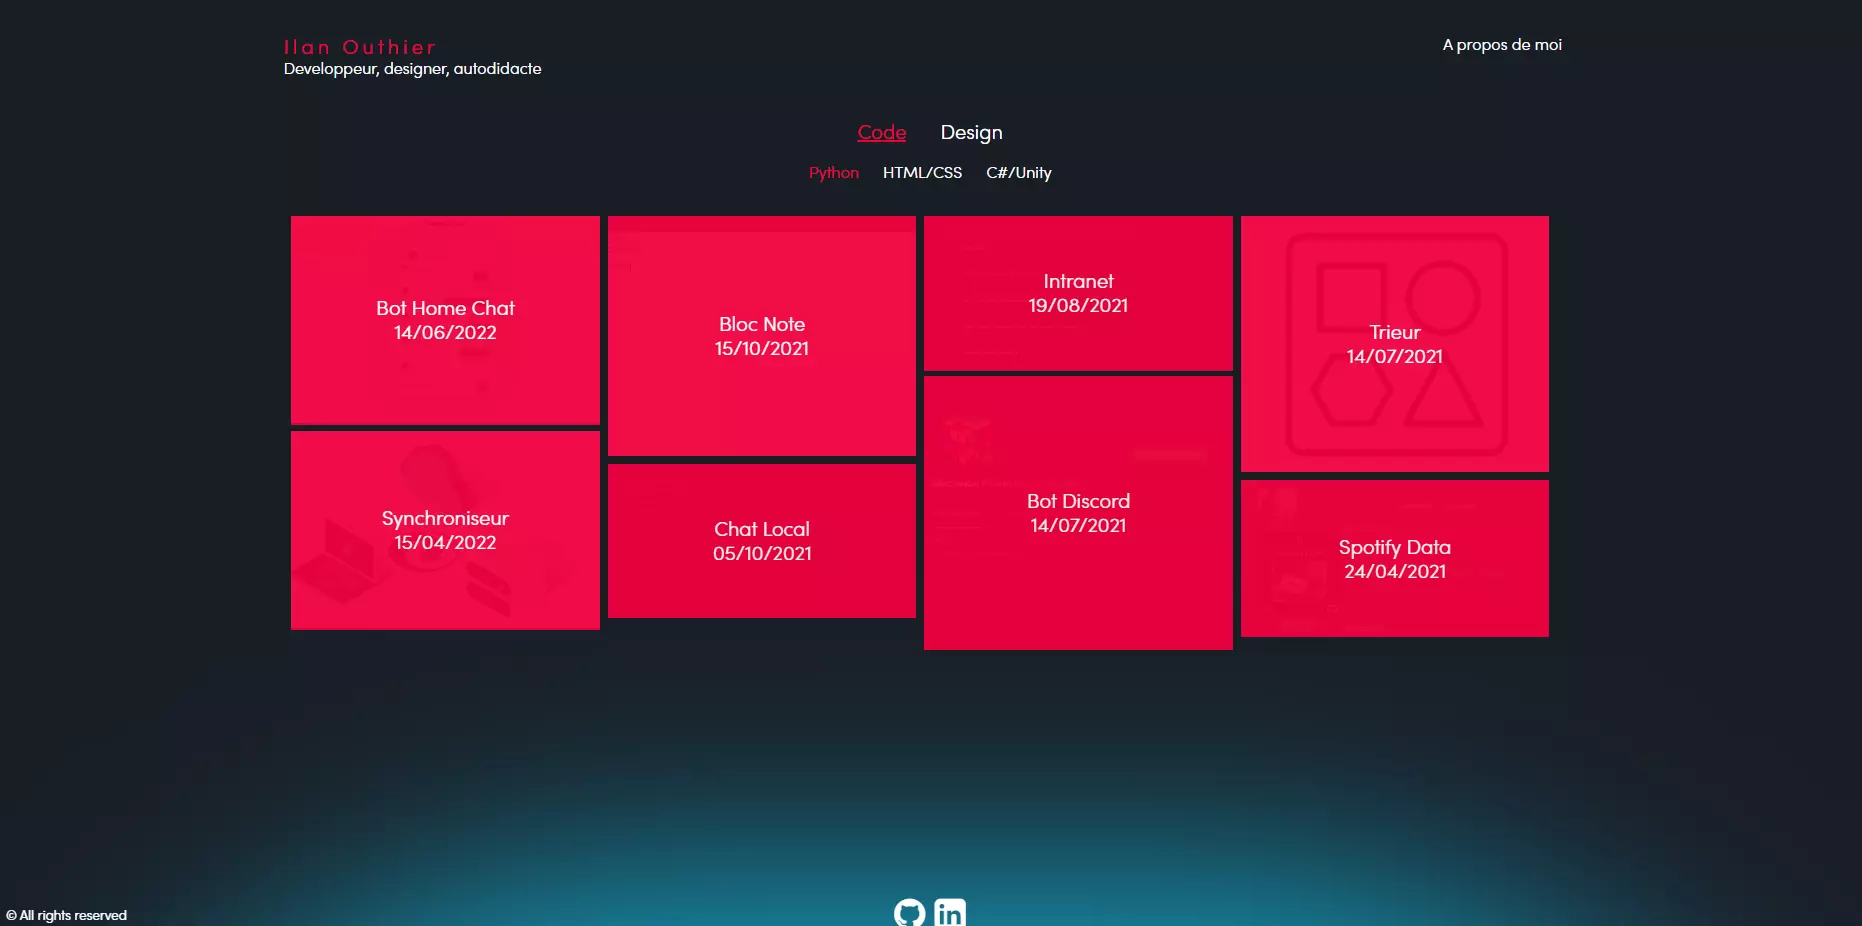 Ilan Outhier
Developpeur, designer, autodidacte
A propos de moi
Code Design
Python HTML/CSS C#/Unity
Bot Home Chat
14/06/2022
Synchroniseur
15/04/2022
Bloc Note
15/10/2021
Chat Local
05/10/2021
Intranet
19/08/2021
Bot Discord
14/07/2021
Trieur
14/07/2021
Spotify Data
24/04/2021
© All rights reserved
in